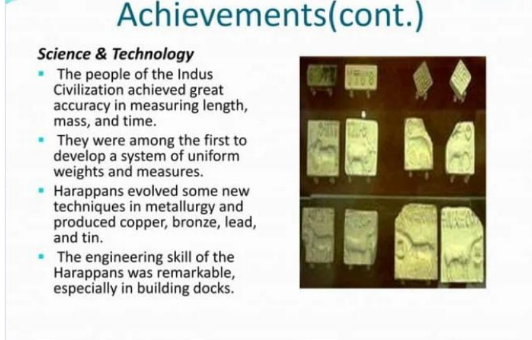 Achievements(cont.)
Science & Technology
▪ The people of the Indus
Civilization achieved great
accuracy in measuring length,
mass, and time.
▪ They were among the first to
develop a system of uniform
weights and measures.
▪ Harappans evolved some new
techniques in metallurgy and
produced copper, bronze, lead,
and tin.
▪ The engineering skill of the
Harappans was remarkable,
especially in building docks.